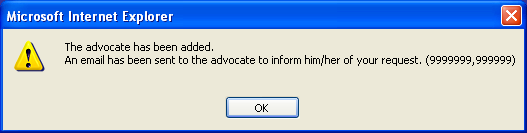 Microsoft Internet Explorer
The advocate has been added.
An email has been sent to the advocate to inform him/her of your request. (9999999,999999)
OK